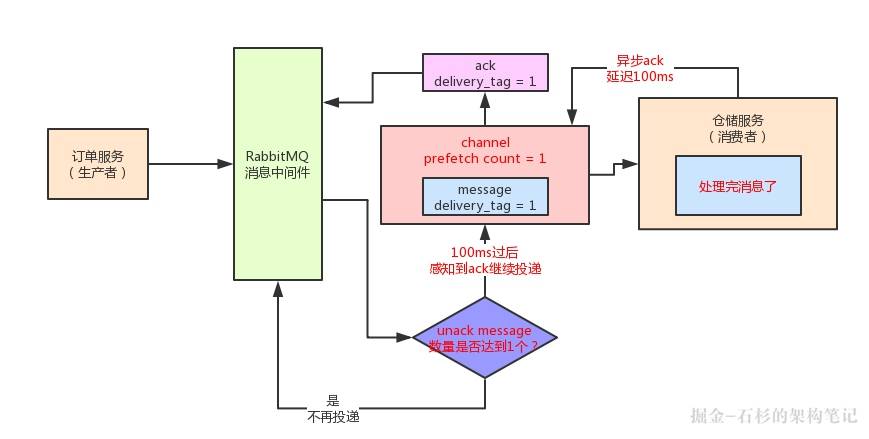 ack
delivery_tag = 1
异步ack
延迟100ms
订单服务
（生产者）
RabbitMQ
消息中间件
channel
prefetch count = 1
message
delivery_tag = 1
仓储服务
（消费者）
处理完消息了
100ms过后
感知到ack继续投递
unack message
数量是否达到1个？
是
不再投递
掘金-石杉的架构笔记